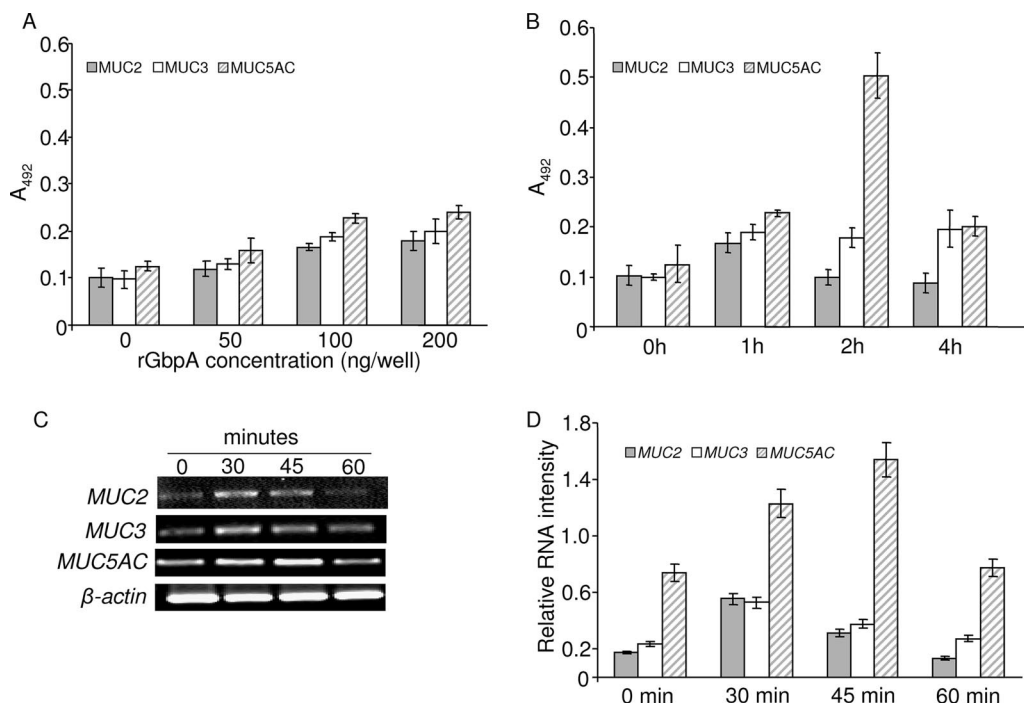 A
0.6
0.5
0.4
0.3
0.2
0.1
0
A492
MUC2 MUC3 MUC5AC
0 50 100 200
rGbpA concentration (ng/well)
B
0.6
0.5
0.4
0.3
0.2
0.1
0
A492
MUC2 MUC3 MUC5AC
0h 1h 2h 4h
C
minutes
0 30 45 60
MUC2
MUC3
MUC5AC
β-actin
D
1.8
1.4
1.0
0.6
0.2
0
Relative RNA intensity
MUC2 MUC3 MUC5AC
0 min 30 min 45 min 60 min